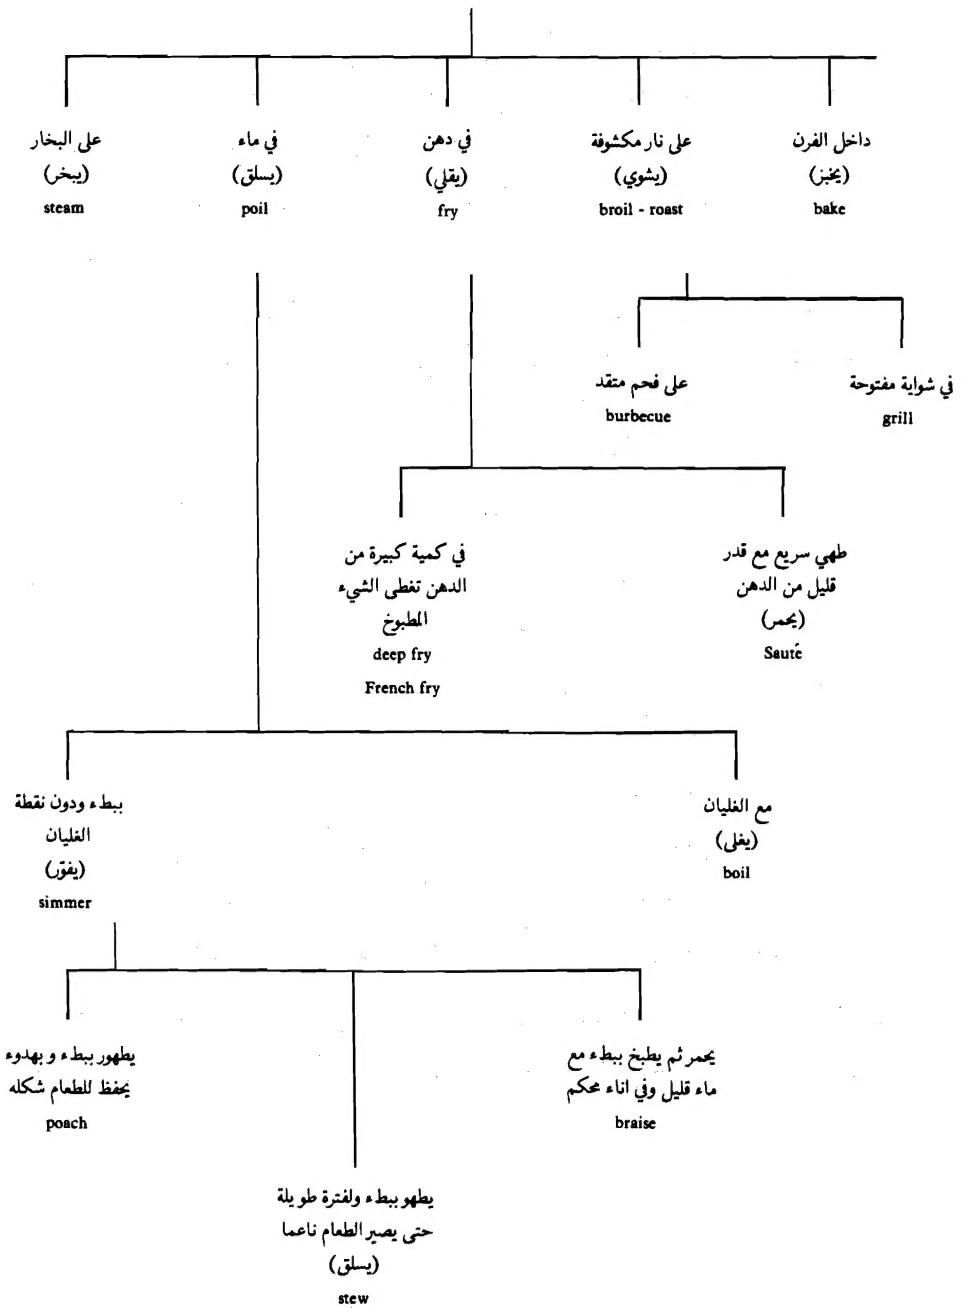 داخل الفرن
(يخبز)
bake
على نار مكشوفة
(يشوي)
broil - roast
في دهن
(يقلي)
fry
في ماء
(يسلق)
poil
على البخار
(يبخر)
steam
في شواية مفتوحة
grill
على فحم متقد
burbecue
طهي سريع مع قدر
قليل من الدهن
(يحمر)
Sauté
في كمية كبيرة من
الدهن تغطى الشيء
المطبوخ
deep fry
French fry
مع الغليان
(يغلى)
boil
ببطء ودون نقطة
الغليان
(يفوّر)
simmer
يحمر ثم يطبخ ببطء مع
ماء قليل وفي اناء محكم
braise
يطهو ببطء ولفترة طويلة
حتى يصير الطعام ناعما
(يسلق)
stew
يطهور ببطء و بهدوء
يحفظ للطعام شكله
poach